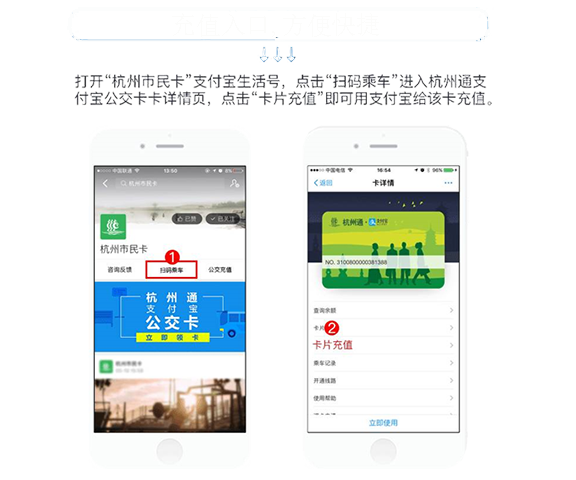 打开“杭州市民卡”支付宝生活号，点击“扫码乘车”进入杭州通支
付宝公交卡卡详情页，点击“卡片充值”即可用支付宝给该卡充值。
中国联通
13:50
8%
杭州市民卡
已赞
已关注
杭州市民卡
1
咨询反馈
扫码乘车
公交充值
杭州通
支付宝
公交卡
立即领卡
杭州市民卡
中国电信
16:54
96%
返回
卡详情
杭州通
支付宝
NO. 3100800000381388
查询余额
卡片
2
卡片充值
乘车记录
开通线路
使用帮助
立即使用